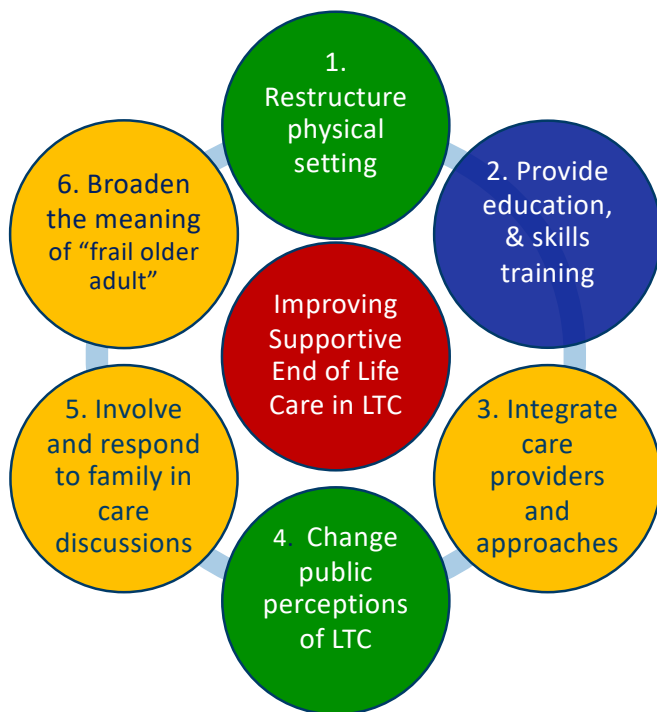 1.
Restructure
physical
setting
2. Provide
education,
& skills
training
3. Integrate
care
providers
and
approaches
4. Change
public
perceptions
of LTC
5. Involve
and respond
to family in
care
discussions
6. Broaden
the meaning
of “frail older
adult”
Improving
Supportive
End of Life
Care in LTC